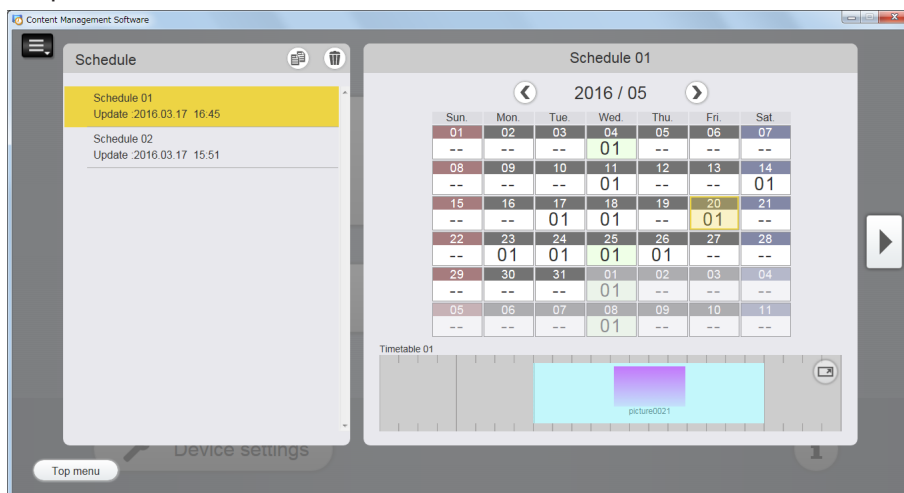 Content Management Software
Schedule
Schedule 01
Update :2016.03.17 16:45
Schedule 02
Update :2016.03.17 15:51
Schedule 01
2016 / 05
Sun. Mon. Tue. Wed. Thu. Fri. Sat.
01 02 03 04 05 06 07
-- -- -- 01 -- -- --
08 09 10 11 12 13 14
-- -- -- 01 -- -- 01
15 16 17 18 19 20 21
-- -- 01 01 -- 01 --
22 23 24 25 26 27 28
-- 01 01 01 01 -- --
29 30 31 01 02 03 04
-- -- -- 01 -- -- --
05 06 07 08 09 10 11
-- -- -- 01 -- -- --
Timetable 01
picture0021
Device settings
Top menu